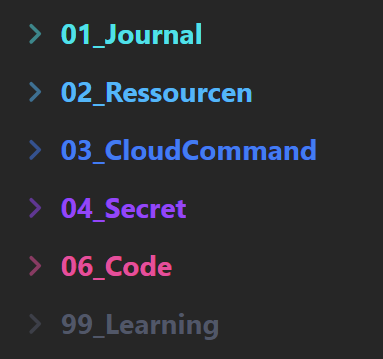 01_Journal
02_Ressourcen
03_CloudCommand
04_Secret
06_Code
99_Learning